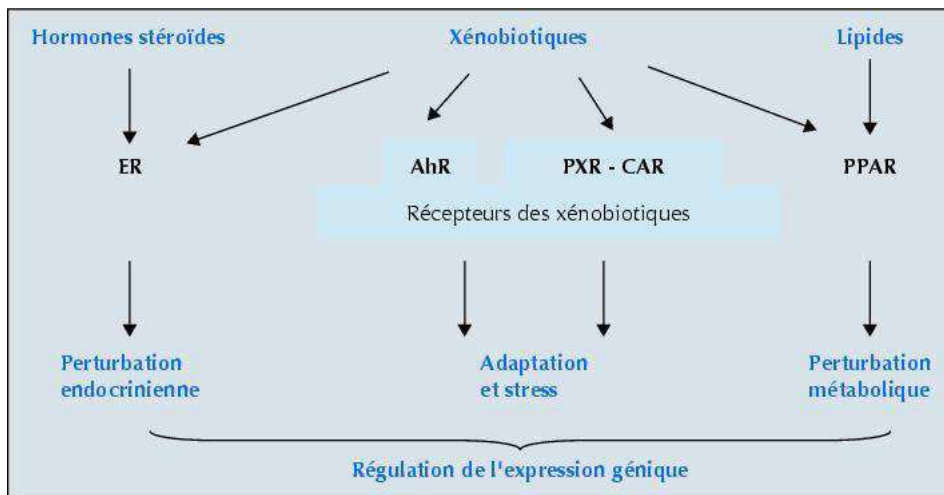 Hormones stéroïdes
Xénobiotiques
Lipides
ER
AhR
PXR - CAR
PPAR
Récepteurs des xénobiotiques
Perturbation
endocrinienne
Adaptation
et stress
Perturbation
métabolique
Régulation de l'expression génique